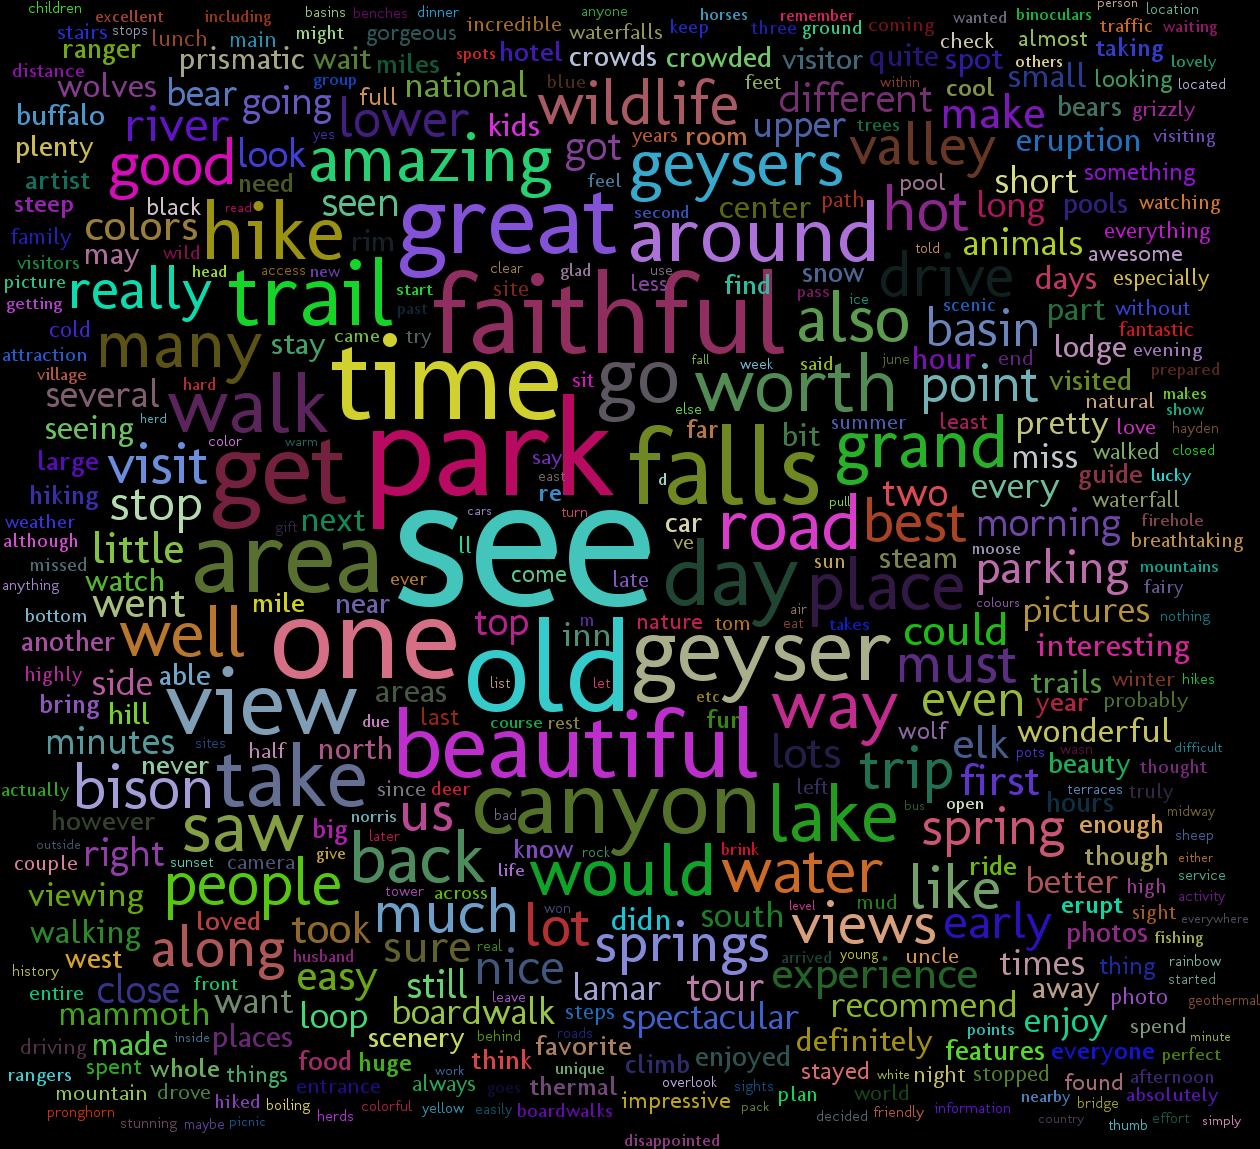 children excellent including basins benches dinner anyone person location
stairs stops lunch main might gorgeous incredible waterfalls keep horses remember three ground coming wanted binoculars traffic waiting
ranger prismatic wait miles spots hotel crowds crowded visitor quite check spot almost others taking lovely
distance wolves bear going group full national blue wildlife feet different within cool small looking located
buffalo river lower kids years room upper trees make bears grizzly
plenty good look yes amazing got geysers valley eruption visiting
artist need feel pool short something
steep black read seen great second center path hot long pools watching
family colors hike rim around told animals everything
visitors may wild clear glad use snow drive awesome
picture head access new site less find pass ice scenic days especially
getting really trail start past faithful also part without
cold many stay came try basin lodge fantastic
attraction time fall week said june hour end evening
village several hard sit go worth point visited prepared
herd walk else natural makes show
seeing color warm far bit summer least pretty love hayden
large visit get park say falls grand miss walked closed
hiking stop east d every guide lucky
weather gift next re cars turn pull two waterfall
although little ll see car road best morning firehole
missed area ve steam moose breathtaking
anything watch ever come late sun parking mountains
went mile near day place colours fairy
bottom m nature tom air eat takes pictures nothing
another well one top inn geyser could interesting
highly side able list let must trails winter hikes
bring view areas old etc way even year probably
hill due last course rest fun wolf wonderful
minutes sites half north lots elk pots wasn difficult
never beautiful trip beauty thought
actually bison take since deer left first terraces truly
however norris us bad canyon lake bus open hours midway
saw big later spring enough sheep
outside right back know rock brink though either
couple sunset camera give life would water ride service
people tower across like better high activity
viewing much won level mud erupt sight everywhere
loved lot didn south views early photos fishing
walking along took sure real springs arrived young uncle times thing rainbow
west husband nice experience started
history front easy still leave lamar tour away photo geothermal
entire close want loop boardwalk steps spectacular recommend
mammoth places scenery behind roads points enjoy spend
driving made inside favorite definitely minute
rangers spent whole things food huge think unique climb enjoyed features everyone perfect
mountain drove entrance always work goes thermal overlook sights stayed white night stopped found afternoon
hiked boiling colorful yellow easily boardwalks impressive pack plan world nearby bridge absolutely
pronghorn stunning maybe picnic herds decided friendly information country thumb effort simply
disappointed